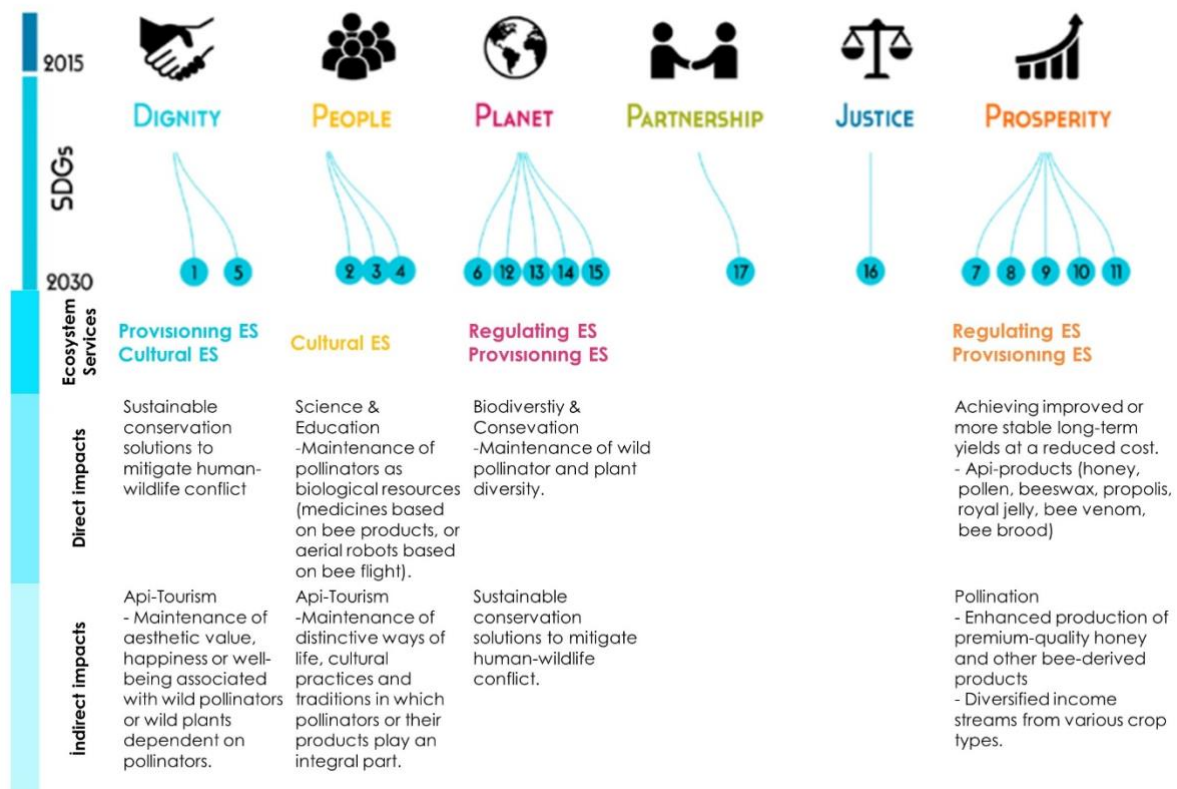 2015
DIGNITY
PEOPLE
PLANET
PARTNERSHIP
JUSTICE
PROSPERITY
SDGs
1
5
2
3
4
6
12
13
14
15
17
16
7
8
9
10
11
2030
Ecosystem
Services
Provisioning ES
Cultural ES
Cultural ES
Regulating ES
Provisioning ES
Regulating ES
Provisioning ES
Direct impacts
Sustainable
conservation
solutions to
mitigate human-
wildlife conflict
Science &
Education
-Maintenance of
pollinators as
biological resources
(medicines based
on bee products, or
aerial robots based
on bee flight).
Biodiverstiy &
Consevation
-Maintenance of wild
pollinator and plant
diversity.
Achieving improved or
more stable long-term
yields at a reduced cost.
- Api-products (honey,
pollen, beeswax, propolis,
royal jelly, bee venom,
bee brood)
indirect impacts
Api-Tourism
- Maintenance of
aesthetic value,
happiness or well-
being associated
with wild pollinators
or wild plants
dependent on
pollinators.
Api-Tourism
-Maintenance of
distinctive ways of
life, cultural
practices and
traditions in which
pollinators or their
products play an
integral part.
Sustainable
conservation
solutions to mitigate
human-wildlife
conflict.
Pollination
- Enhanced production of
premium-quality honey
and other bee-derived
products
- Diversified income
streams from various crop
types.